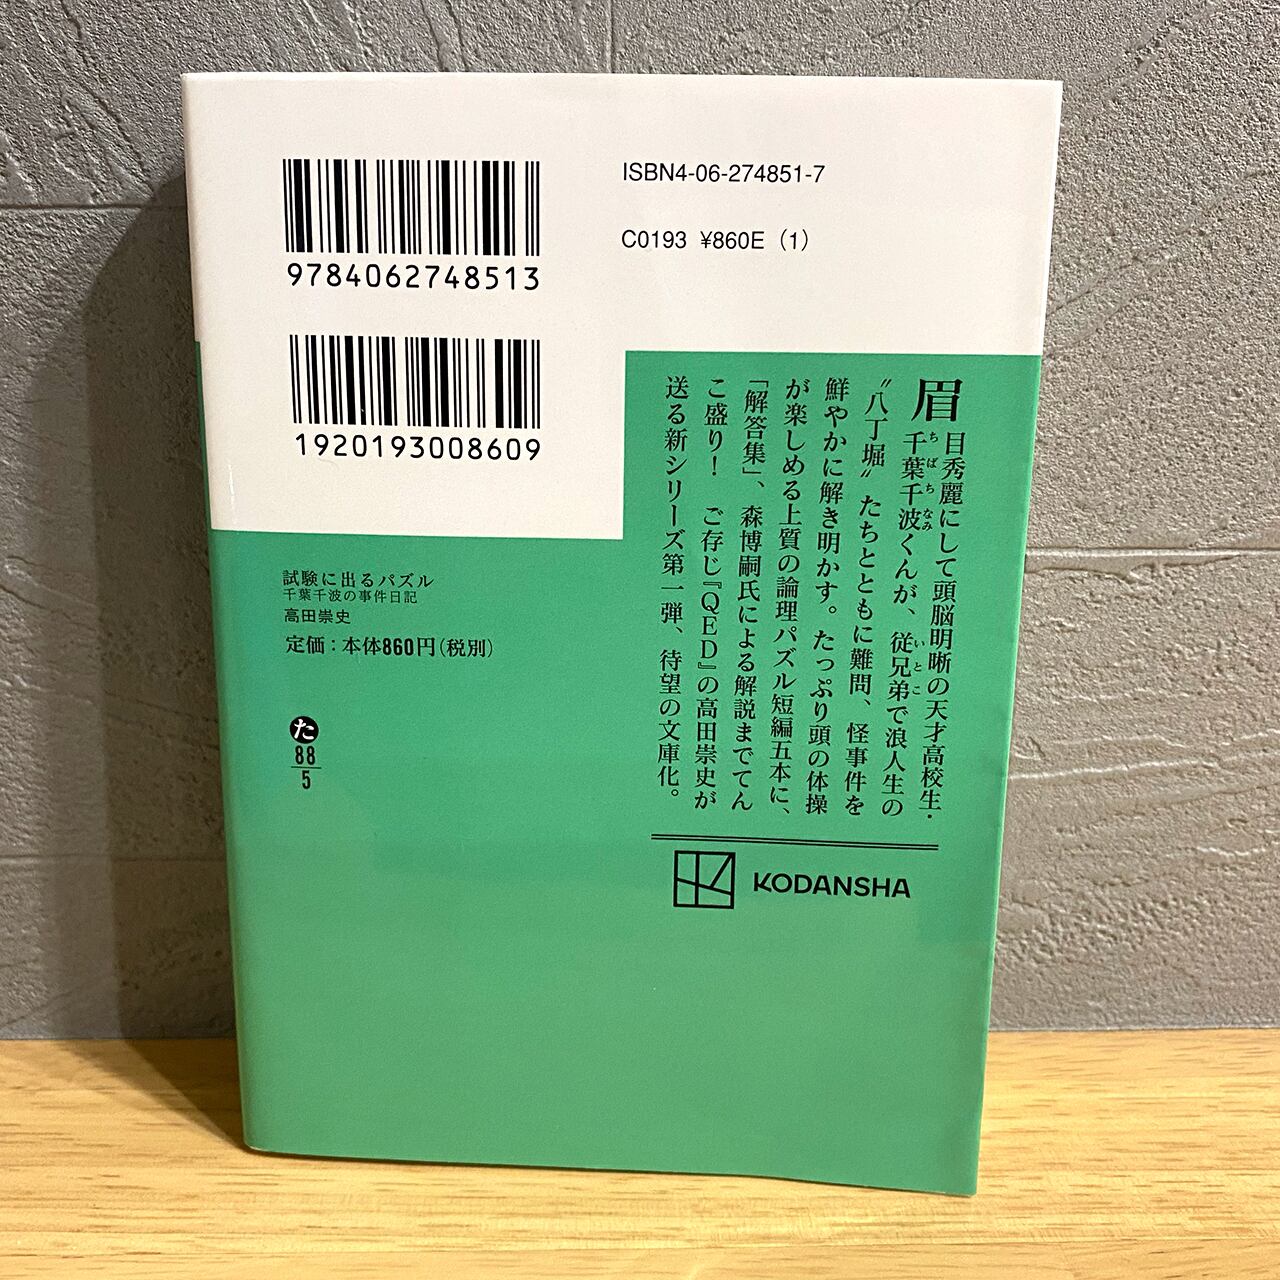 ISBN4-06-274851-7
C0193 ¥860E (1)
9784062748513
1920193008609
眉目秀麗にして頭脳明晰の天才高校生・
千葉千波くんが、従兄弟で浪人生の
ちばちなみ
いとこ
〝八丁堀〟たちとともに難問、怪事件を
鮮やかに解き明かす。たっぷり頭の体操
が楽しめる上質の論理パズル短編五本に、
「解答集」、森博嗣氏による解説までてん
こ盛り！　ご存じ『QED』の高田崇史が
送る新シリーズ第一弾、待望の文庫化。
試験に出るパズル
千葉千波の事件日記
高田崇史
定価：本体860円(税別)
た
88
5
KODANSHA